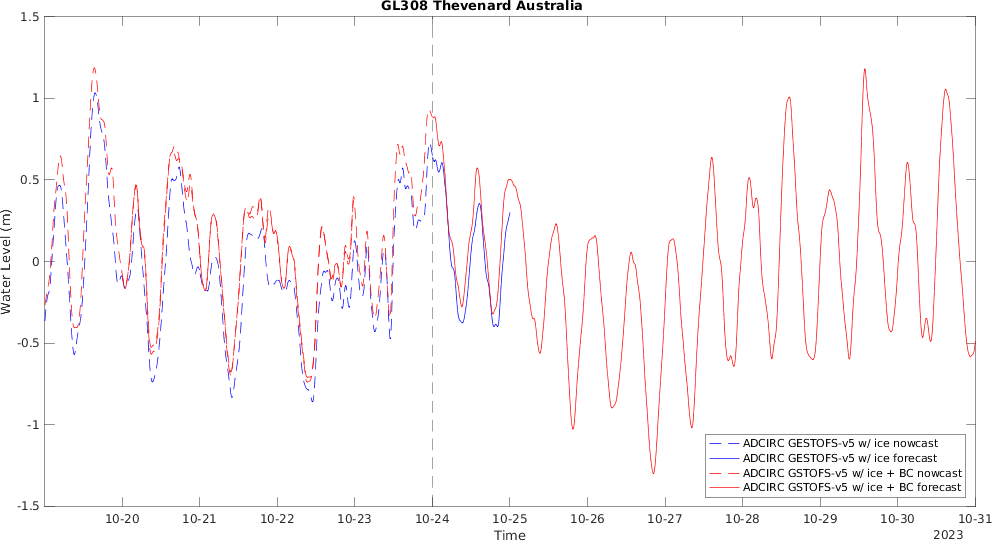 GL308 Thevenard Australia
1.5
1
0.5
0
-0.5
-1
-1.5
Water Level (m)
ADCIRC GESTOFS-v5 w/ ice nowcast
ADCIRC GESTOFS-v5 w/ ice forecast
ADCIRC GSTOFS-v5 w/ ice + BC nowcast
ADCIRC GSTOFS-v5 w/ ice + BC forecast
10-20 10-21 10-22 10-23 10-24 10-25 10-26 10-27 10-28 10-29 10-30 10-31
Time
2023